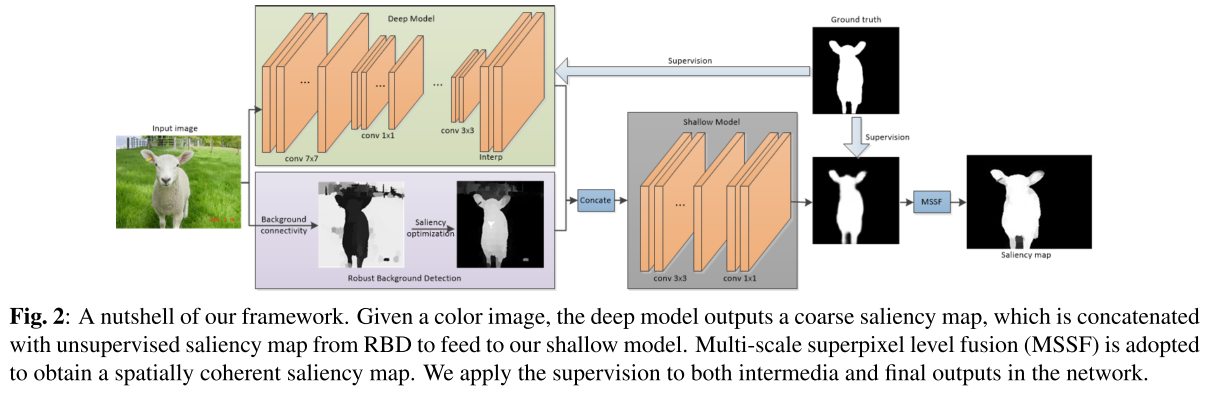 Deep Model
Ground truth
Supervision
...
...
...
conv 3x3
conv 1x1
Interp
conv 7x7
Input image
Shallow Model
Supervision
Background
connectivity
Saliency
optimization
Concate
...
MSSF
conv 3x3
conv 1x1
Saliency map
Robust Background Detection
Fig. 2: A nutshell of our framework. Given a color image, the deep model outputs a coarse saliency map, which is concatenated
with unsupervised saliency map from RBD to feed to our shallow model. Multi-scale superpixel level fusion (MSSF) is adopted
to obtain a spatially coherent saliency map. We apply the supervision to both intermedia and final outputs in the network.